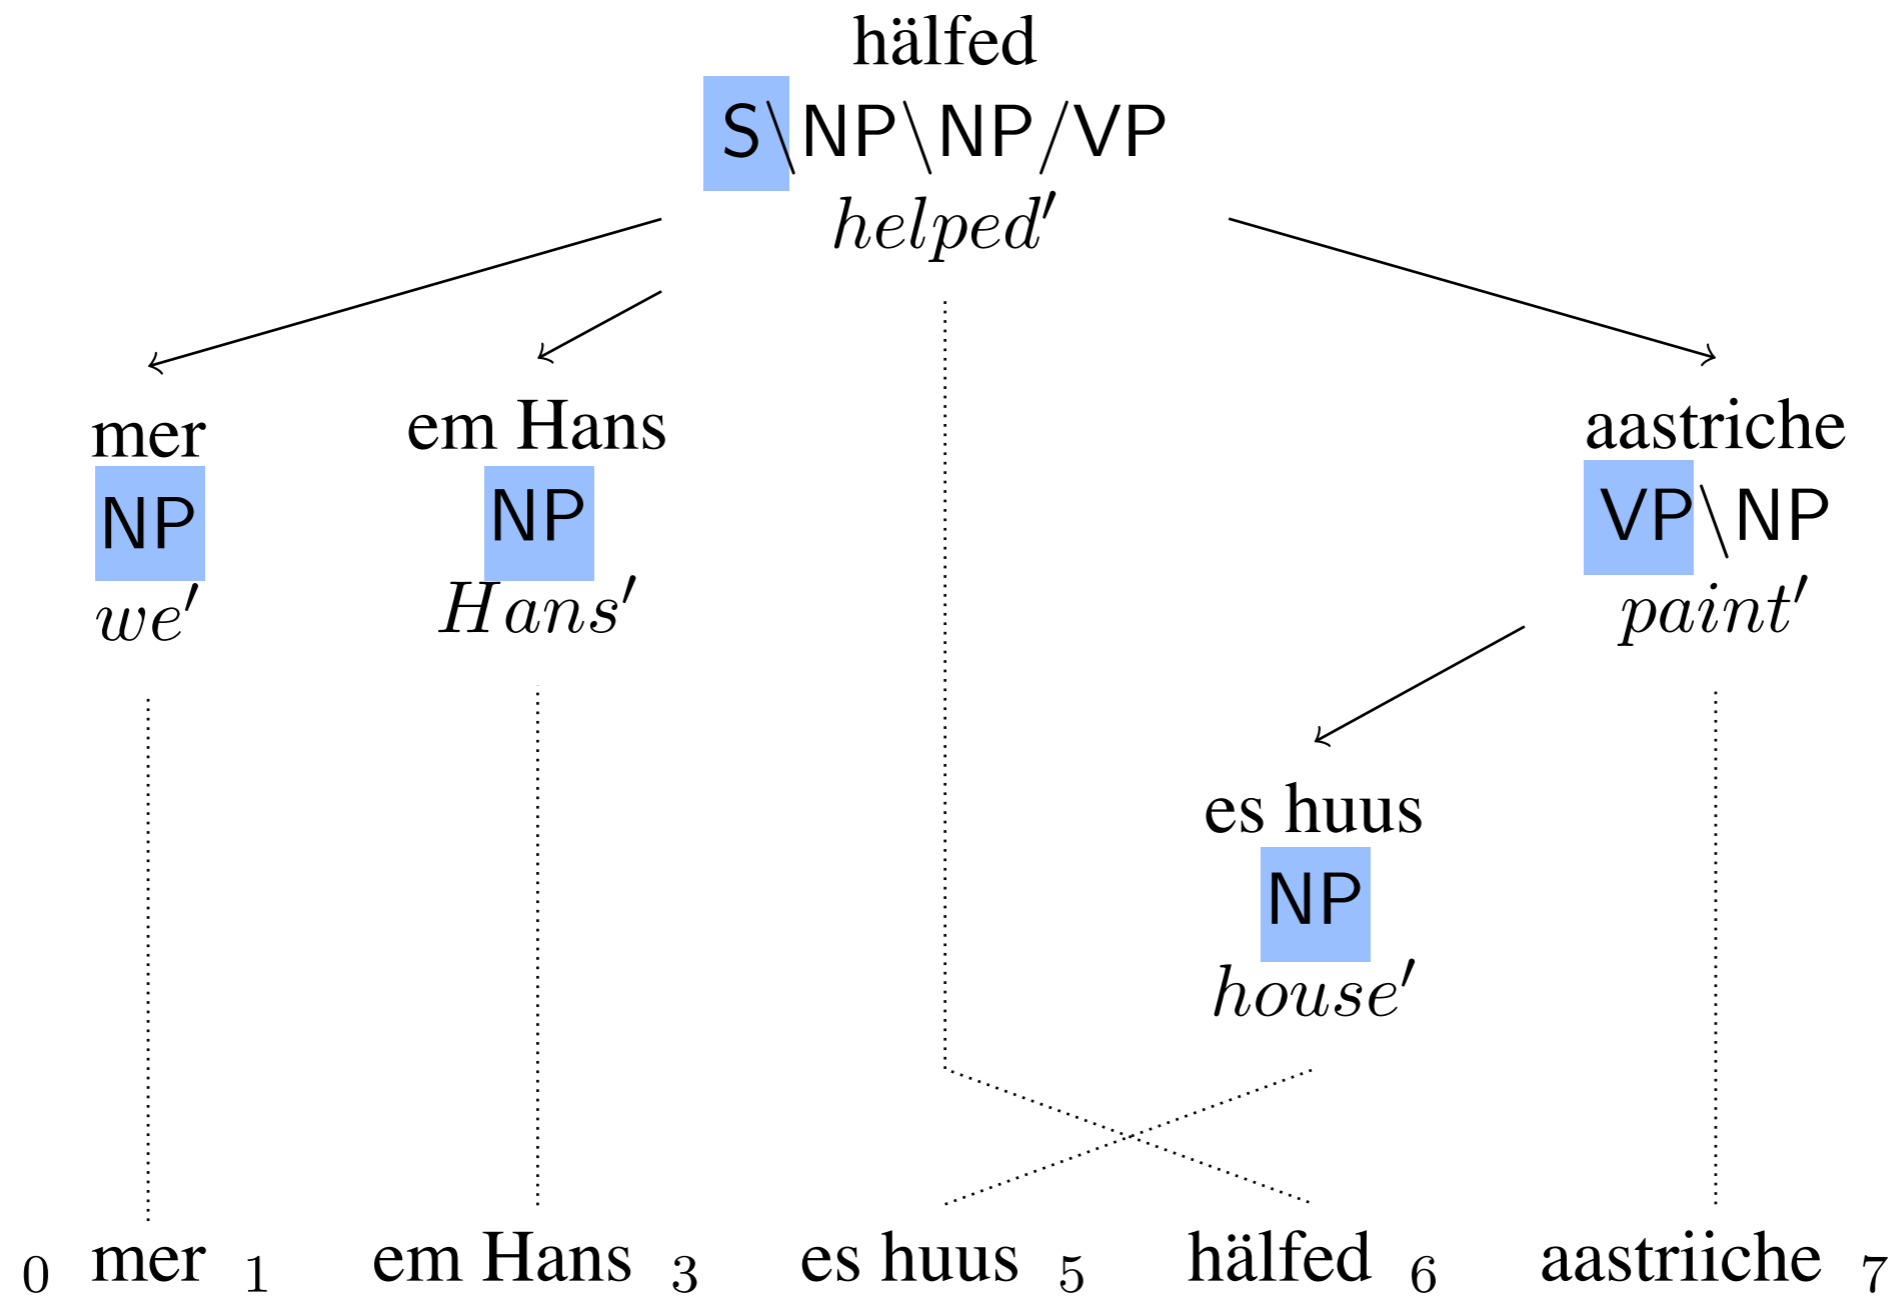 hälfed
S\NP\NP/VP
helped′
mer
NP
we′
em Hans
NP
Hans′
aastriche
VP\NP
paint′
es huus
NP
house′
0 mer 1 em Hans 3 es huus 5 hälfed 6 aastriiche 7